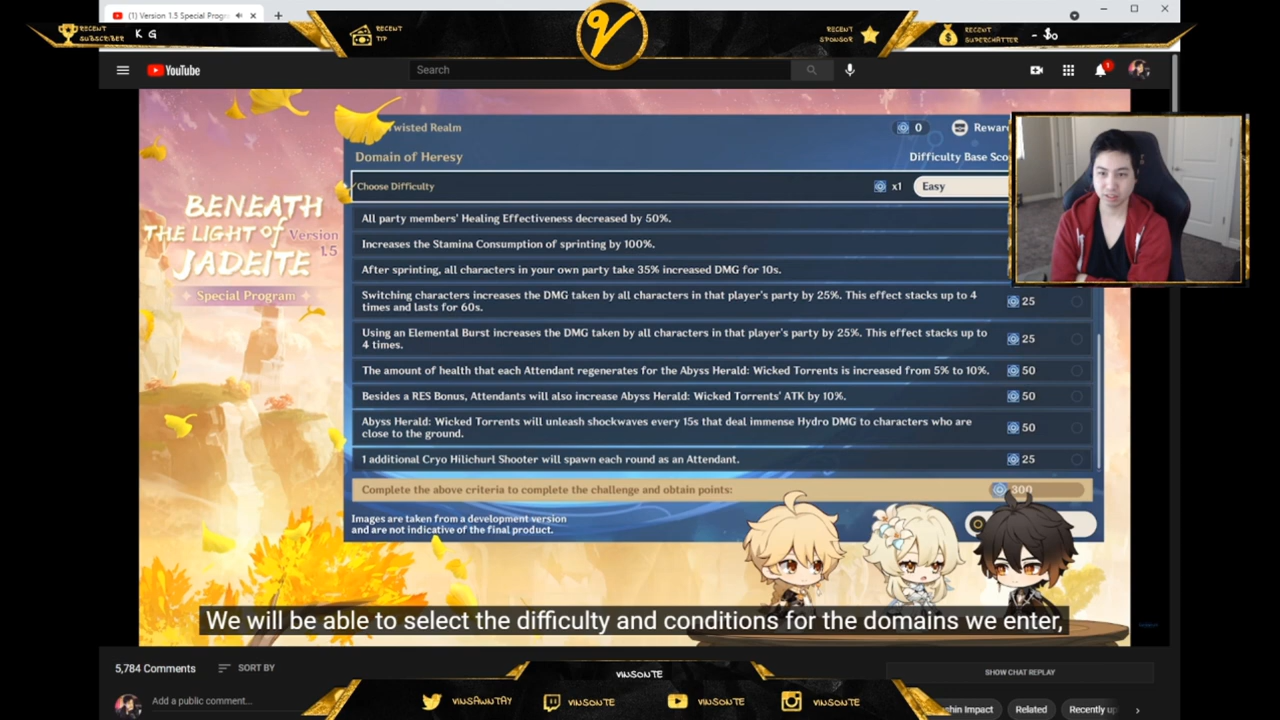 (1) Version 1.5 Special Progr
RECENT SUBSCRIBER K G
RECENT TIP
RECENT SPONSOR
RECENT SUPERCHATTER - $0
YouTube
Search
1
Twisted Realm
0
Rewar
Domain of Heresy
Difficulty Base Sco
Choose Difficulty
x1
Easy
All party members' Healing Effectiveness decreased by 50%.
Increases the Stamina Consumption of sprinting by 100%.
After sprinting, all characters in your own party take 35% increased DMG for 10s.
Switching characters increases the DMG taken by all characters in that player's party by 25%. This effect stacks up to 4
times and lasts for 60s.
25
Using an Elemental Burst increases the DMG taken by all characters in that player's party by 25%. This effect stacks up to
4 times.
25
The amount of health that each Attendant regenerates for the Abyss Herald: Wicked Torrents is increased from 5% to 10%.
50
Besides a RES Bonus, Attendants will also increase Abyss Herald: Wicked Torrents' ATK by 10%.
50
Abyss Herald: Wicked Torrents will unleash shockwaves every 15s that deal immense Hydro DMG to characters who are
close to the ground.
50
1 additional Cryo Hilichurl Shooter will spawn each round as an Attendant.
25
Complete the above criteria to complete the challenge and obtain points:
300
Images are taken from a development version
and are not indicative of the final product.
BENEATH
THE LIGHT of
JADEITE
Version
1.5
Special Program
We will be able to select the difficulty and conditions for the domains we enter,
5,784 Comments
SORT BY
VINSONTE
SHOW CHAT REPLAY
Add a public comment...
VINSAWNTAY
VINSONTE
VINSONTE
VINSONTE
shin Impact
Related
Recently up